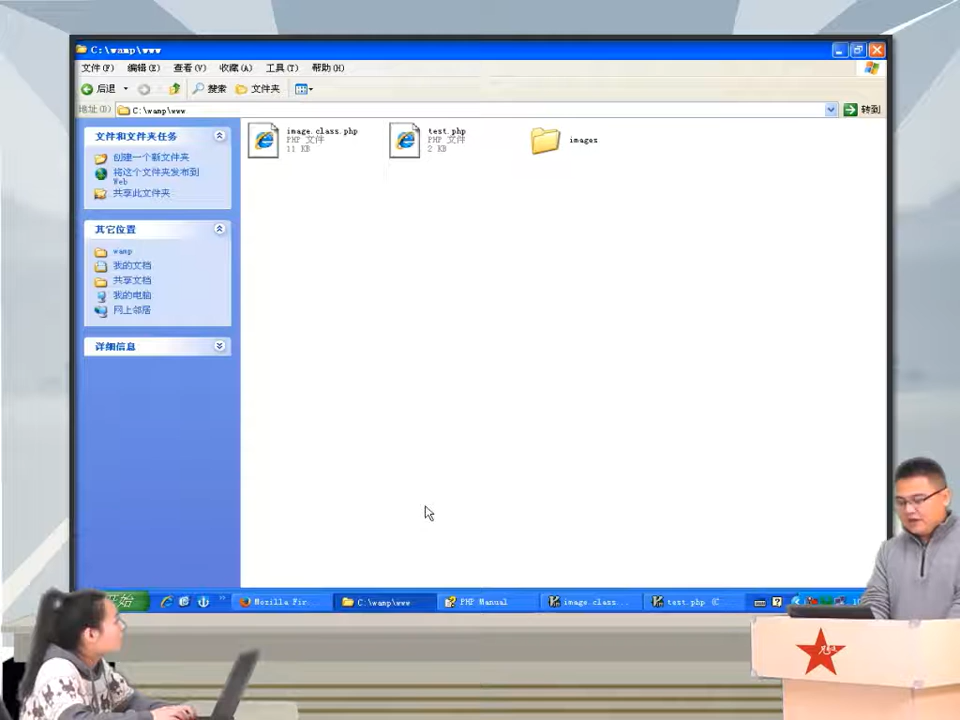 C:\wamp\www
文件(F) 编辑(E) 查看(V) 收藏(A) 工具(T) 帮助(H)
后退 搜索 文件夹
地址(D) C:\wamp\www 转到
文件和文件夹任务
创建一个新文件夹
将这个文件夹发布到
Web
共享此文件夹
其它位置
wamp
我的文档
共享文档
我的电脑
网上邻居
详细信息
image.class.php
PHP 文件
11 KB
test.php
PHP 文件
2 KB
images
开始 Mozilla Fir... C:\wamp\www PHP Manual image.class... test.php (C